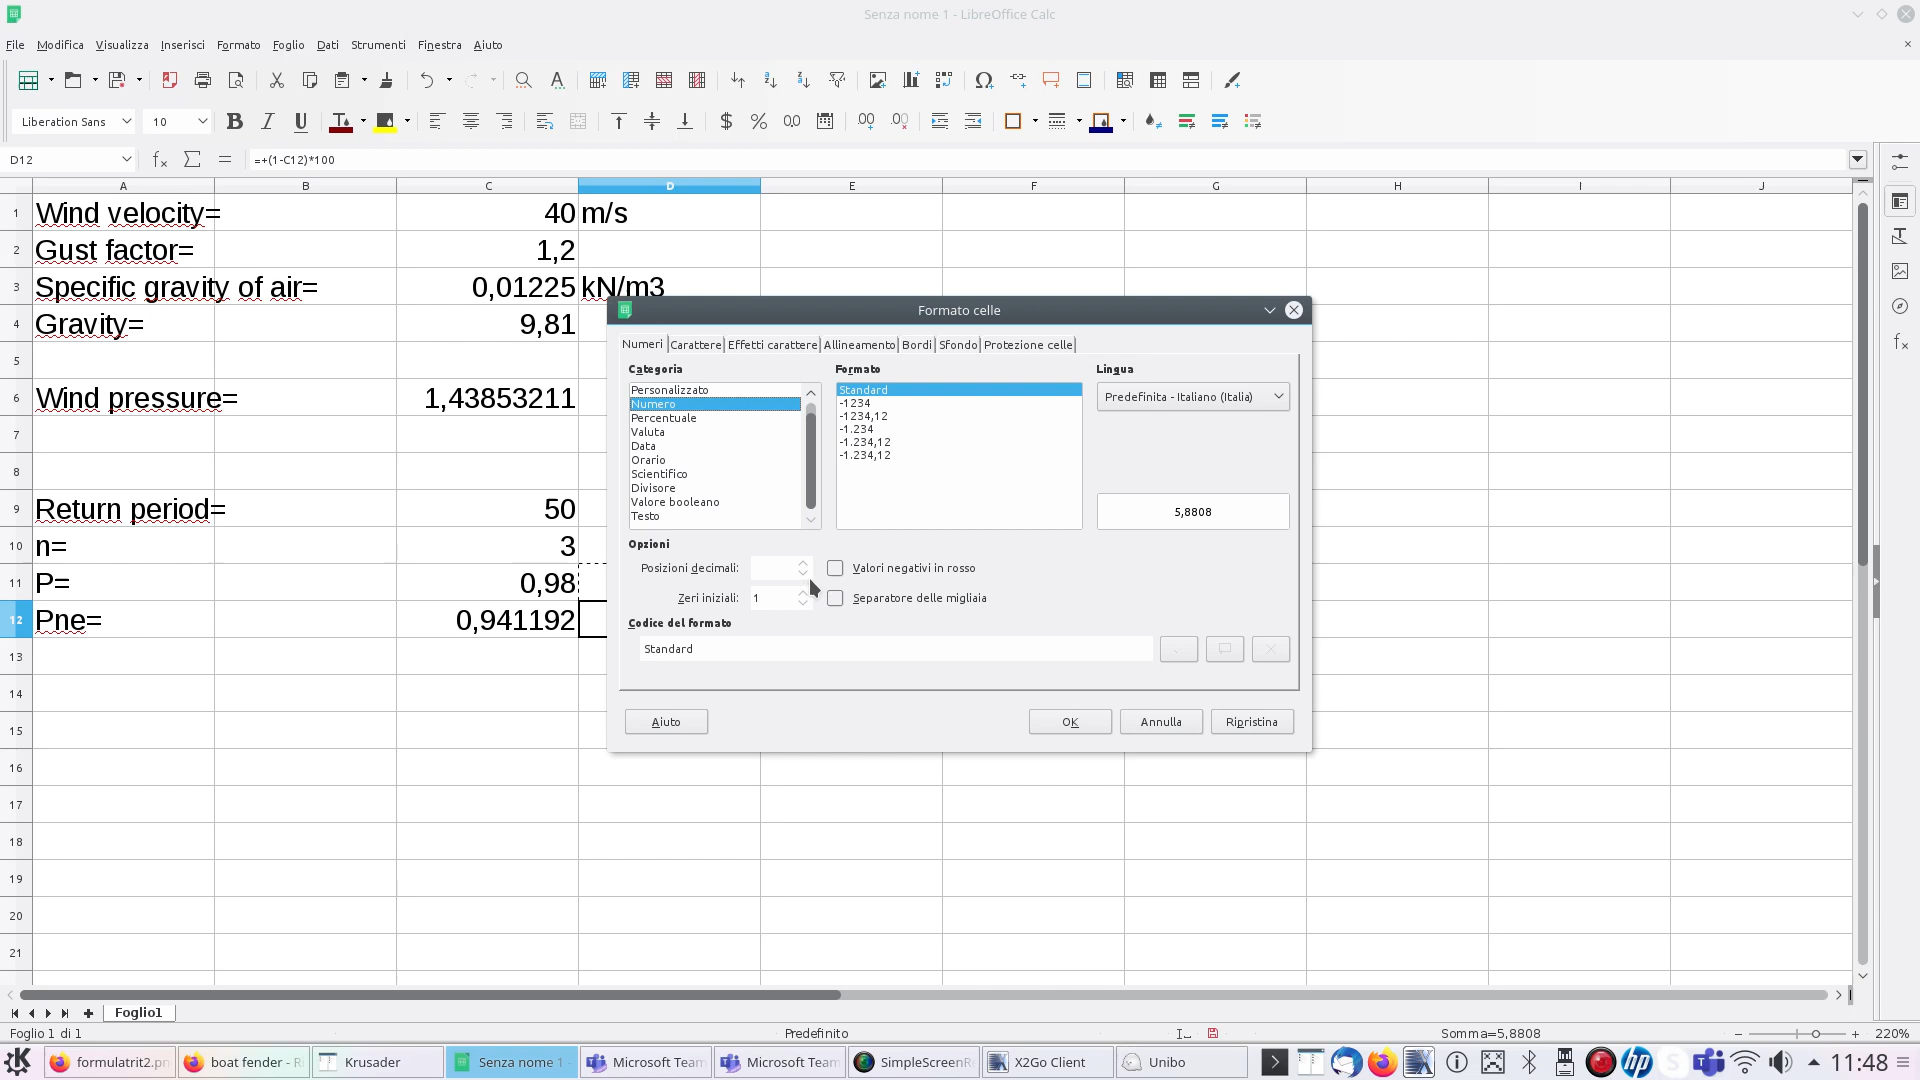 Senza nome 1 - LibreOffice Calc
File Modifica Visualizza Inserisci Formato Foglio Dati Strumenti Finestra Aiuto
Liberation Sans 10
D12 =+(1-C12)*100
A B C D E F G H I J
1 Wind velocity= 40 m/s
2 Gust factor= 1,2
3 Specific gravity of air= 0,01225 kN/m3
4 Gravity= 9,81
5
6 Wind pressure= 1,43853211
7
8
9 Return period= 50
10 n= 3
11 P= 0,98
12 Pne= 0,941192
13
14
15
16
17
18
19
20
21
Formato celle
Numeri Carattere Effetti carattere Allineamento Bordi Sfondo Protezione celle
Categoria Formato Lingua
Personalizzato
Numero
Percentuale
Valuta
Data
Orario
Scientifico
Divisore
Valore booleano
Testo
Standard
-1234
-1234,12
-1.234
-1.234,12
-1.234,12
Predefinita - Italiano (Italia)
5,8808
Opzioni
Posizioni decimali: Valori negativi in rosso
Zeri iniziali: 1 Separatore delle migliaia
Codice del formato
Standard
Aiuto OK Annulla Ripristina
Foglio1
Foglio 1 di 1 Predefinito Somma=5,8808 220%
formulatrit2.pn boat fender - Ri Krusader Senza nome 1 - Microsoft Team Microsoft Team SimpleScreenR X2Go Client Unibo 11:48